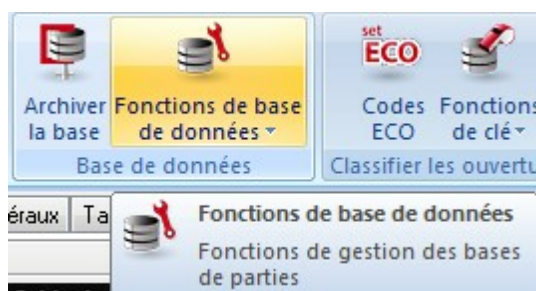 set
ECO
Archiver
la base
Fonctions de base
de données
Codes
ECO
Fonctions
de clé
Base de données
Classifier les ouvertu
éraux
Ta
Fonctions de base de données
Fonctions de gestion des bases
de parties